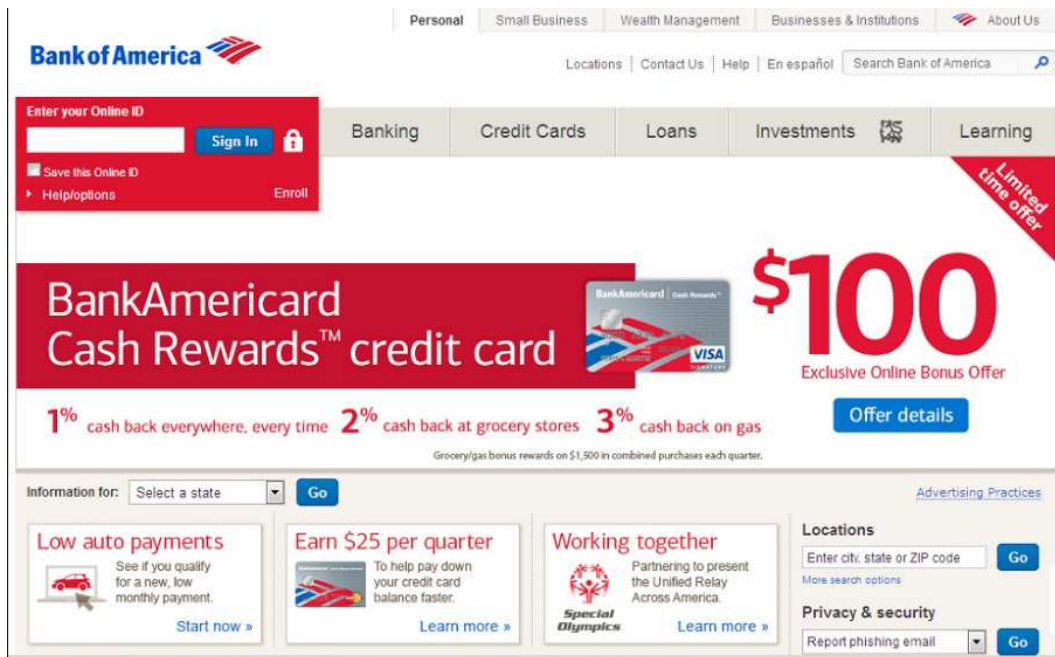 Personal
Small Business
Wealth Management
Businesses & Institutions
About Us
Bank of America
Locations
Contact Us
Help
En español
Search Bank of America
Enter your Online ID
Sign In
Save this Online ID
Help/options
Enroll
Banking
Credit Cards
Loans
Investments
Learning
Limited
time offer
BankAmericard
Cash Rewards™ credit card
BankAmericard Cash Rewards™
VISA
SIGNATURE
$100
Exclusive Online Bonus Offer
Offer details
1% cash back everywhere, every time 2% cash back at grocery stores 3% cash back on gas
Grocery/gas bonus rewards on $1,500 in combined purchases each quarter.
Information for:
Select a state
Go
Advertising Practices
Low auto payments
See if you qualify
for a new, low
monthly payment.
Start now »
Earn $25 per quarter
To help pay down
your credit card
balance faster.
Learn more »
Working together
Special
Olympics
Partnering to present
the Unified Relay
Across America.
Learn more »
Locations
Enter city, state or ZIP code
Go
More search options
Privacy & security
Report phishing email
Go